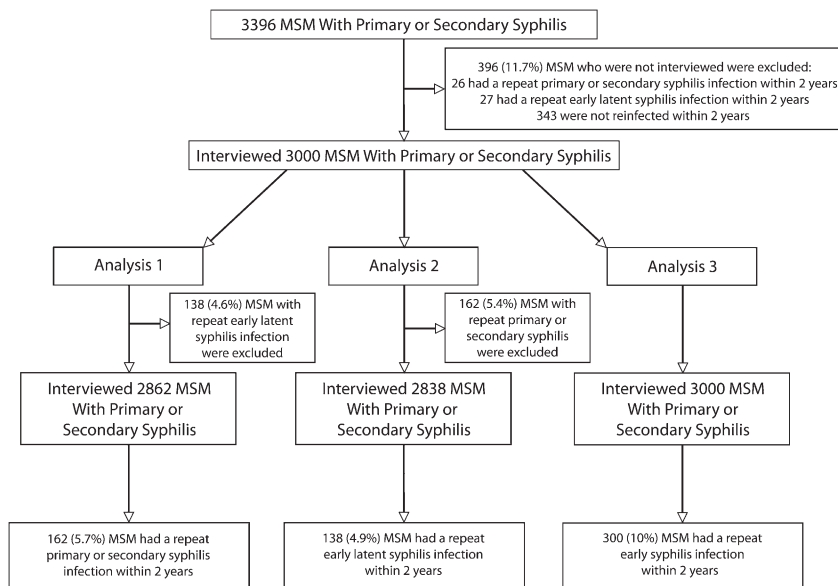 3396 MSM With Primary or Secondary Syphilis
396 (11.7%) MSM who were not interviewed were excluded:
26 had a repeat primary or secondary syphilis infection within 2 years
27 had a repeat early latent syphilis infection within 2 years
343 were not reinfected within 2 years
Interviewed 3000 MSM With Primary or Secondary Syphilis
Analysis 1
Analysis 2
Analysis 3
138 (4.6%) MSM with
repeat early latent
syphilis infection
were excluded
162 (5.4%) MSM with
repeat primary or
secondary syphilis
were excluded
Interviewed 2862 MSM
With Primary or
Secondary Syphilis
Interviewed 2838 MSM
With Primary or
Secondary Syphilis
Interviewed 3000 MSM
With Primary or
Secondary Syphilis
162 (5.7%) MSM had a repeat
primary or secondary syphilis
infection within 2 years
138 (4.9%) MSM had a repeat
early latent syphilis infection
within 2 years
300 (10%) MSM had a repeat
early syphilis infection
within 2 years